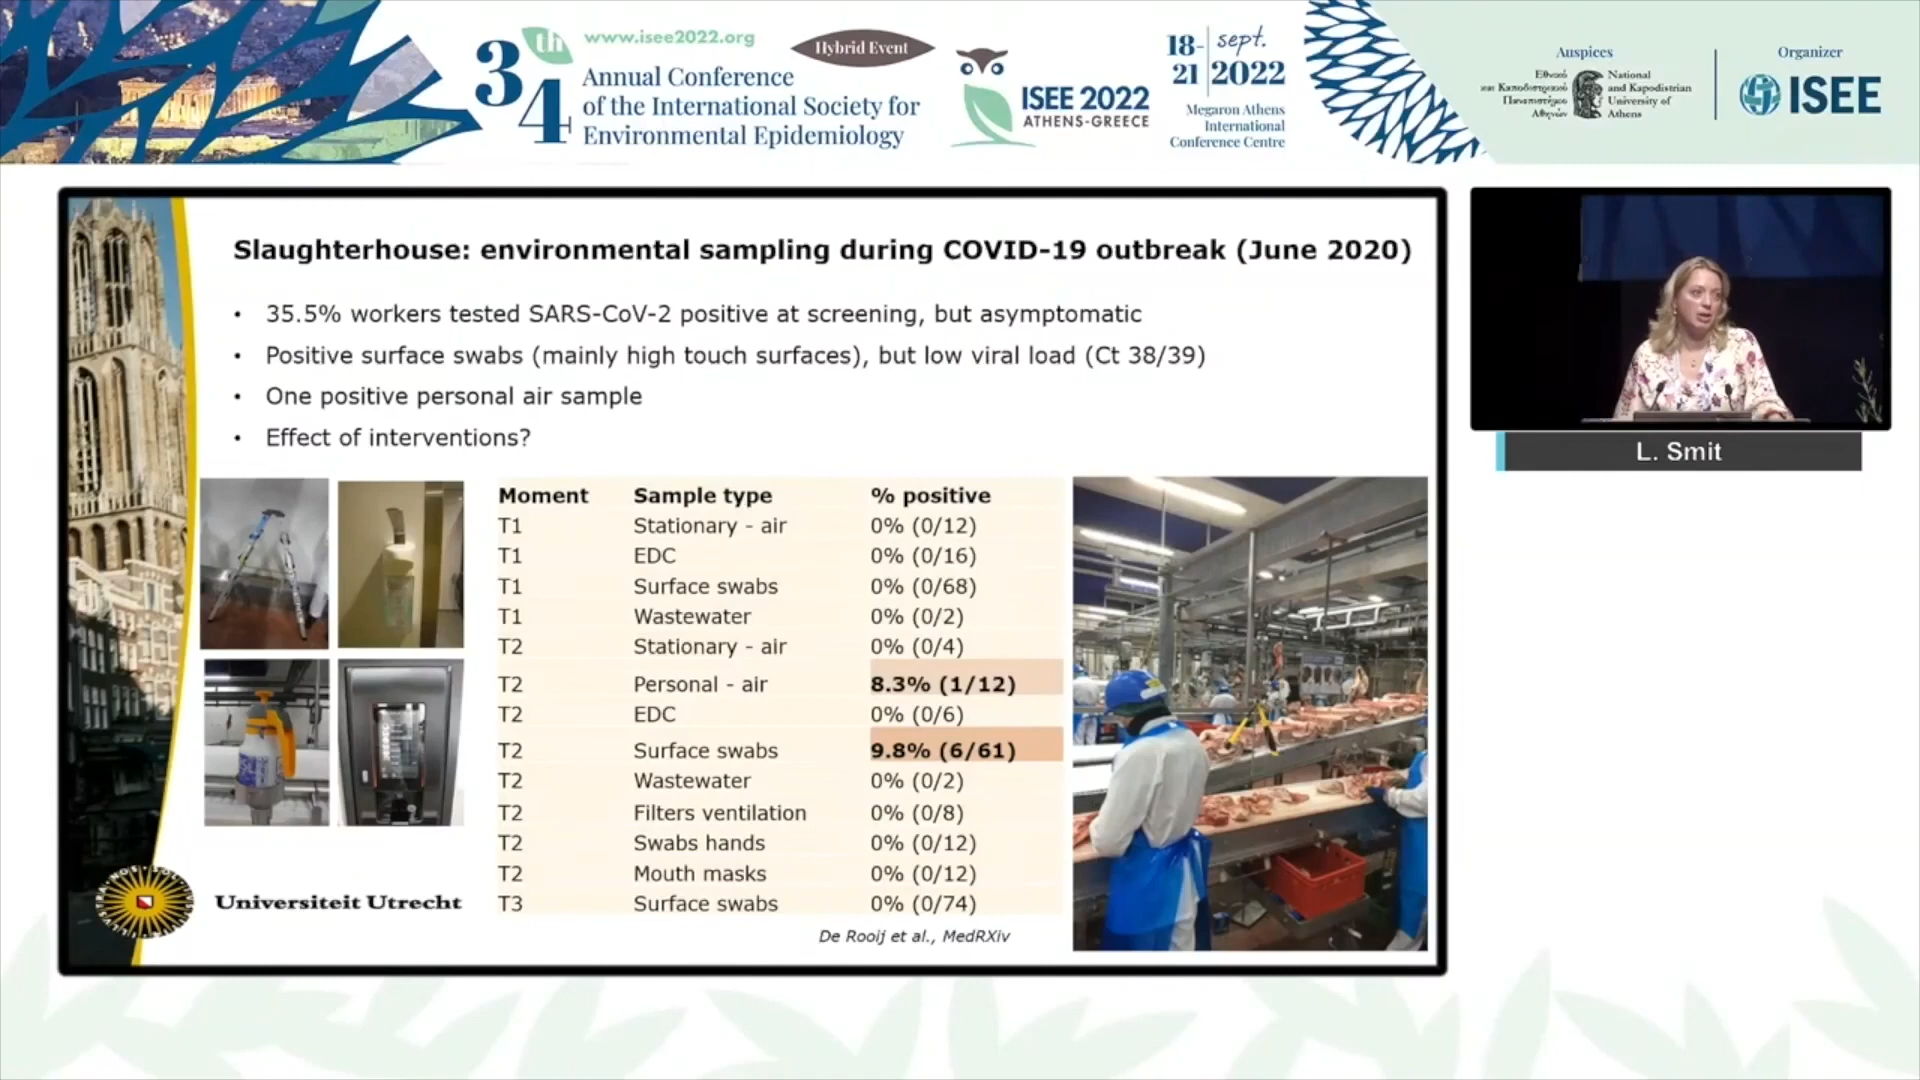 34
th
www.isee2022.org
Annual Conference
of the International Society for
Environmental Epidemiology
Hybrid Event
ISEE 2022
ATHENS-GREECE
18-
21
sept.
2022
Megaron Athens
International
Conference Centre
Auspices
Εθνικό
και Καποδιστριακό
Πανεπιστήμιο
Αθηνών
National
and Kapodistrian
University of
Athens
Organizer
ISEE
Slaughterhouse: environmental sampling during COVID-19 outbreak (June 2020)
• 35.5% workers tested SARS-CoV-2 positive at screening, but asymptomatic
• Positive surface swabs (mainly high touch surfaces), but low viral load (Ct 38/39)
• One positive personal air sample
• Effect of interventions?
Moment Sample type % positive
T1 Stationary - air 0% (0/12)
T1 EDC 0% (0/16)
T1 Surface swabs 0% (0/68)
T1 Wastewater 0% (0/2)
T2 Stationary - air 0% (0/4)
T2 Personal - air 8.3% (1/12)
T2 EDC 0% (0/6)
T2 Surface swabs 9.8% (6/61)
T2 Wastewater 0% (0/2)
T2 Filters ventilation 0% (0/8)
T2 Swabs hands 0% (0/12)
T2 Mouth masks 0% (0/12)
T3 Surface swabs 0% (0/74)
De Rooij et al., MedRXiv
Universiteit Utrecht
L. Smit